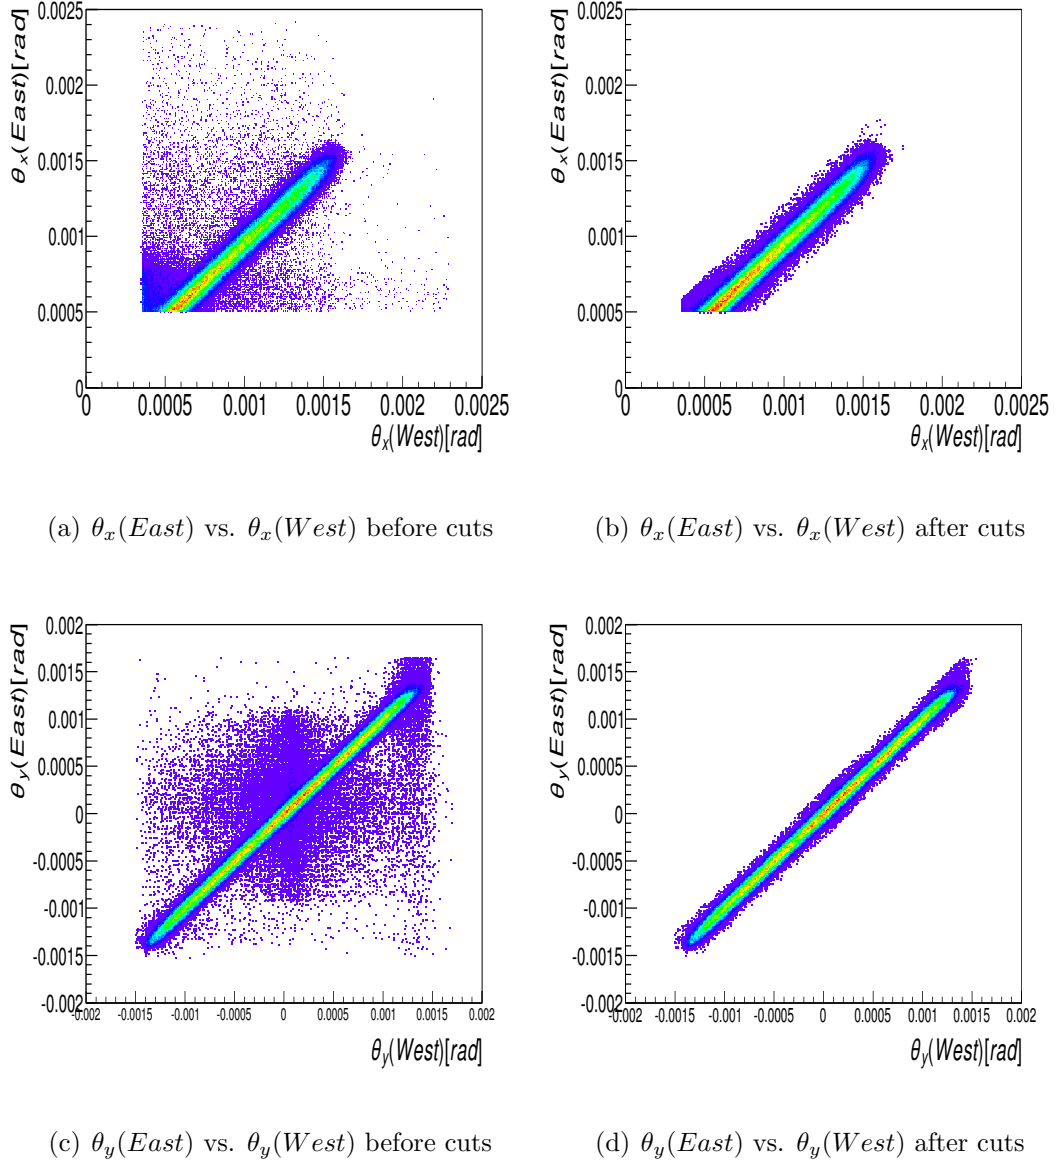 0.0025 0.0025
θx(East)[rad] θx(East)[rad]
0.002 0.002
0.0015 0.0015
0.001 0.001
0.0005 0.0005
0 0
0 0.0005 0.001 0.0015 0.002 0.0025 0 0.0005 0.001 0.0015 0.002 0.0025
θx(West)[rad] θx(West)[rad]
(a) θx(East) vs. θx(West) before cuts (b) θx(East) vs. θx(West) after cuts
0.002 0.002
θy(East)[rad] θy(East)[rad]
0.0015 0.0015
0.001 0.001
0.0005 0.0005
0 0
-0.0005 -0.0005
-0.001 -0.001
-0.0015 -0.0015
-0.002 -0.002
-0.002 -0.0015 -0.001 -0.0005 0 0.0005 0.001 0.0015 0.002 -0.002 -0.0015 -0.001 -0.0005 0 0.0005 0.001 0.0015 0.002
θy(West)[rad] θy(West)[rad]
(c) θy(East) vs. θy(West) before cuts (d) θy(East) vs. θy(West) after cuts